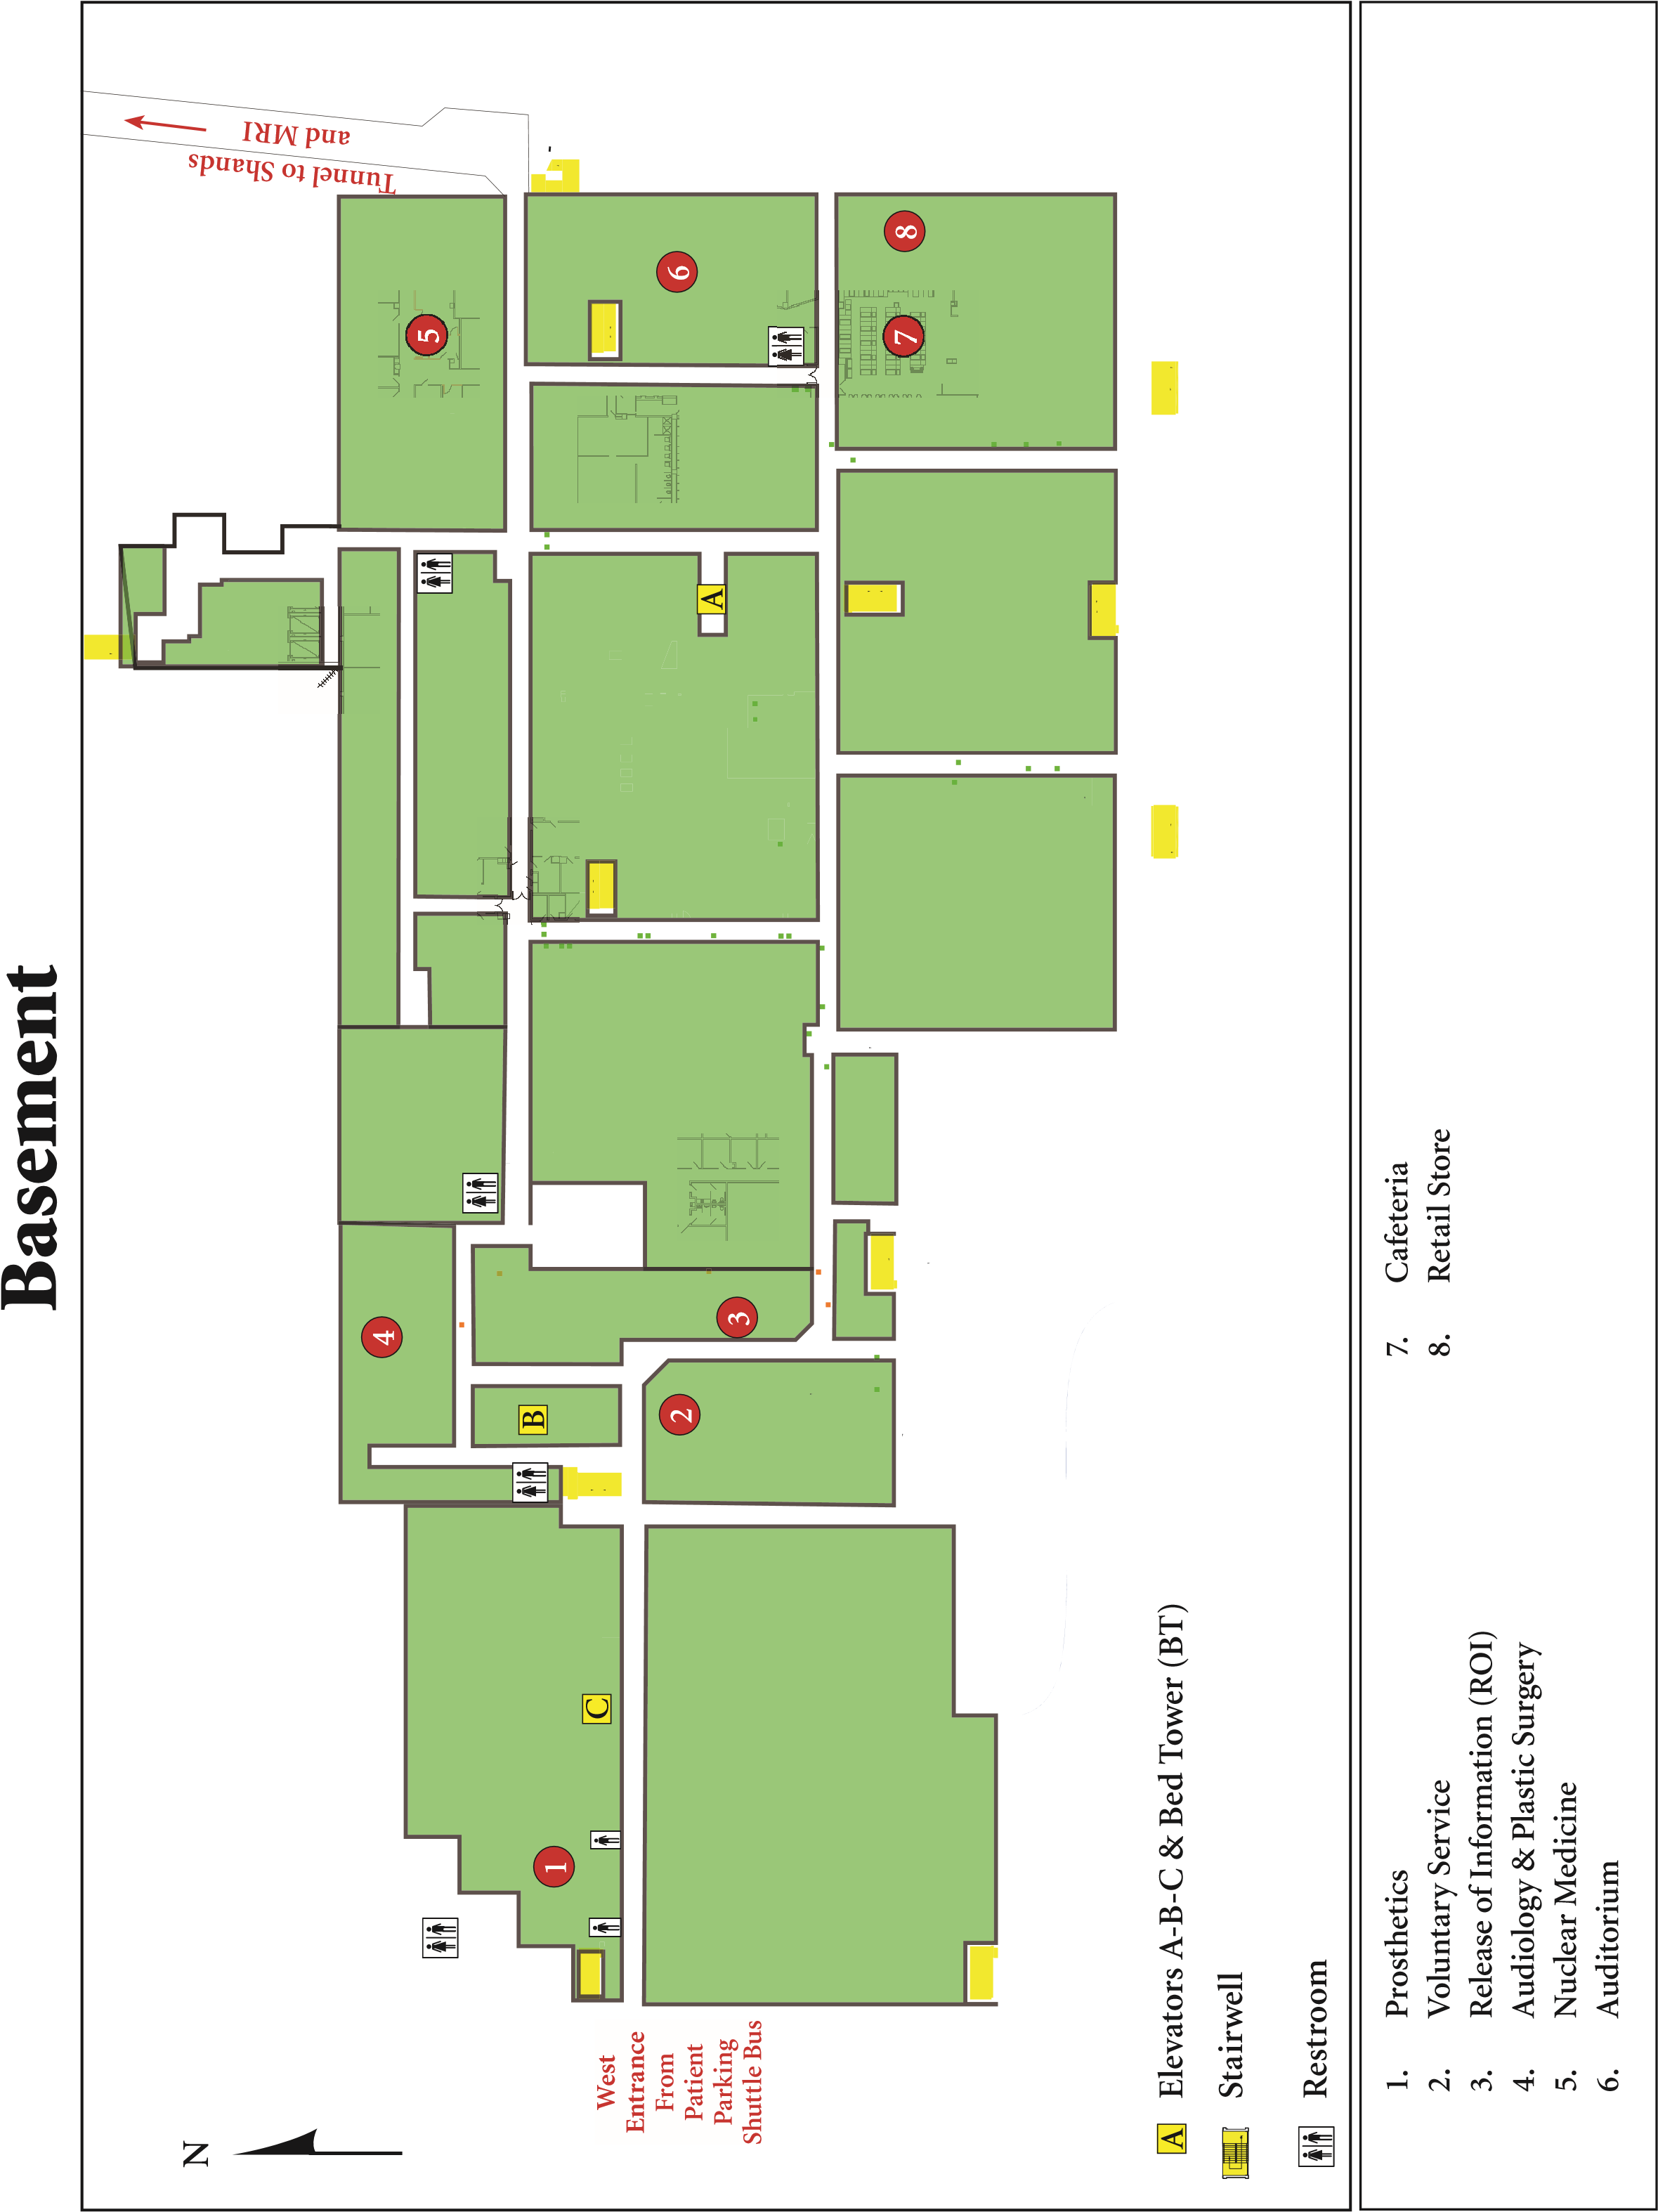 Basement
N
Tunnel to Shands
and MRI
5
6
8
7
A
4
3
B
2
C
1
West
Entrance
From
Patient
Parking
Shuttle Bus
A Elevators A-B-C & Bed Tower (BT)
Stairwell
Restroom
1. Prosthetics
2. Voluntary Service
3. Release of Information (ROI)
4. Audiology & Plastic Surgery
5. Nuclear Medicine
6. Auditorium
7. Cafeteria
8. Retail Store